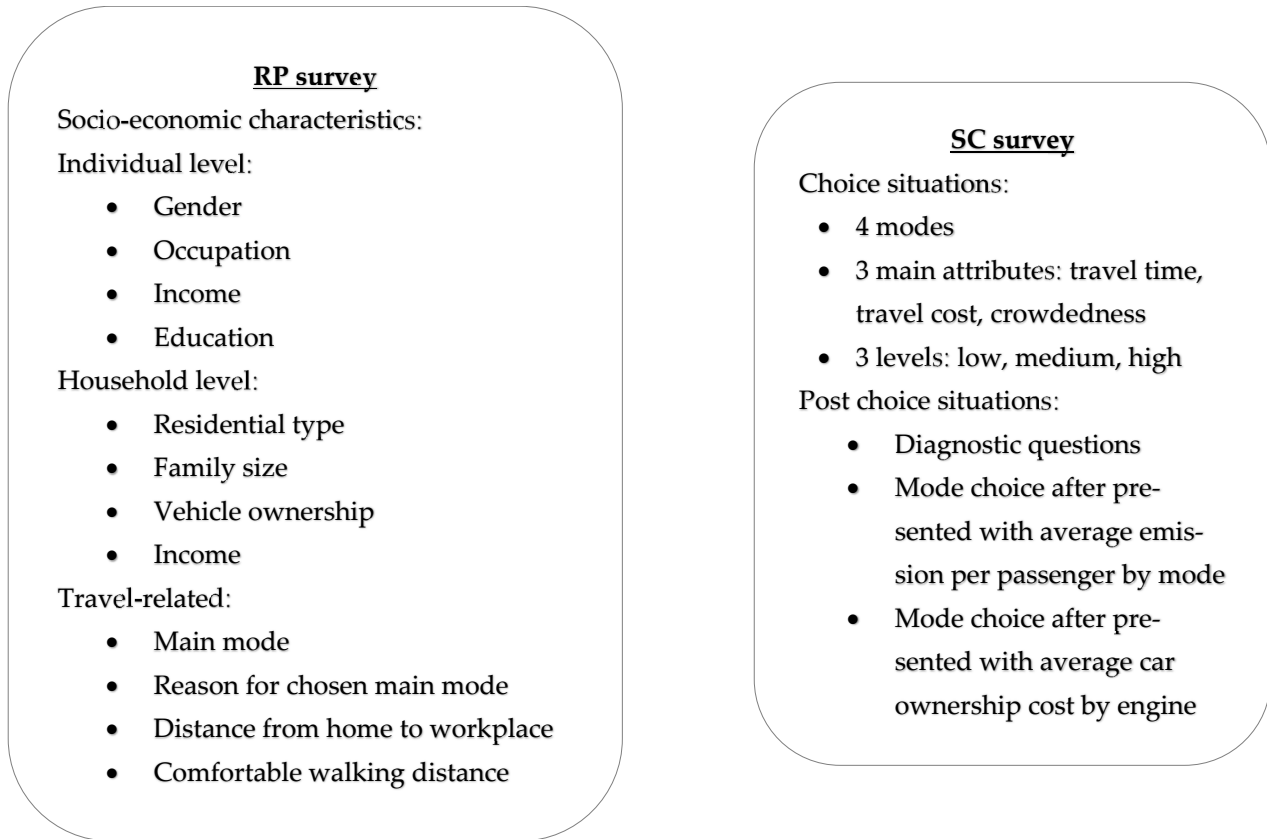 RP survey
Socio-economic characteristics:
Individual level:
• Gender
• Occupation
• Income
• Education
Household level:
• Residential type
• Family size
• Vehicle ownership
• Income
Travel-related:
• Main mode
• Reason for chosen main mode
• Distance from home to workplace
• Comfortable walking distance
SC survey
Choice situations:
• 4 modes
• 3 main attributes: travel time,
travel cost, crowdedness
• 3 levels: low, medium, high
Post choice situations:
• Diagnostic questions
• Mode choice after pre-
sented with average emis-
sion per passenger by mode
• Mode choice after pre-
sented with average car
ownership cost by engine